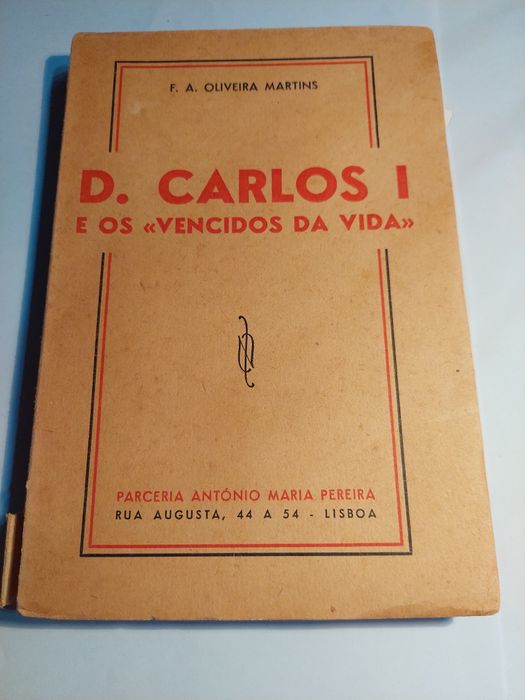 F. A. OLIVEIRA MARTINS
D. CARLOS I
E OS «VENCIDOS DA VIDA»
PARCERIA ANTÓNIO MARIA PEREIRA
RUA AUGUSTA, 44 A 54 - LISBOA